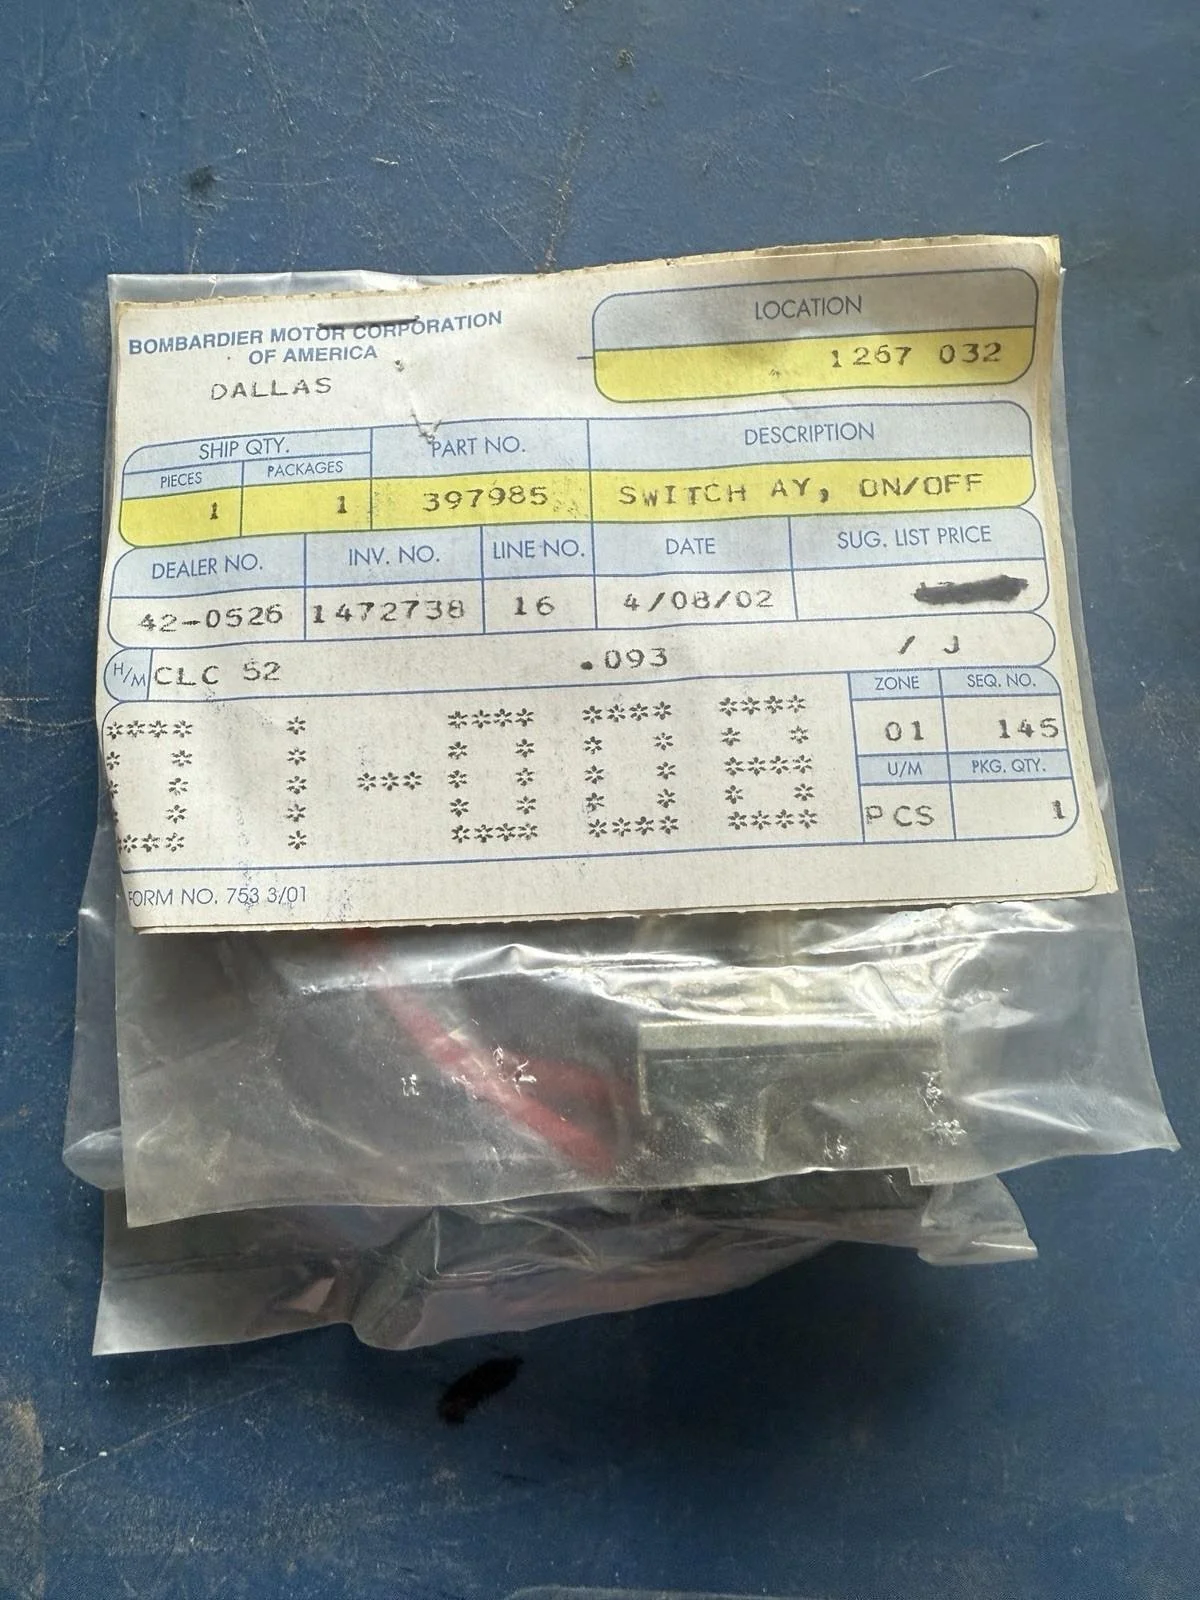 BOMBARDIER MOTOR CORPORATION
OF AMERICA
DALLAS
LOCATION
1267 032
SHIP QTY.
PIECES PACKAGES PART NO. DESCRIPTION
1 1 397985 SWITCH AY, ON/OFF
DEALER NO. INV. NO. LINE NO. DATE SUG. LIST PRICE
42-0526 1472738 16 4/08/02
H/M CLC 52 .093 / J
ZONE SEQ. NO.
01 145
U/M PKG. QTY.
PCS 1
FORM NO. 753 3/01